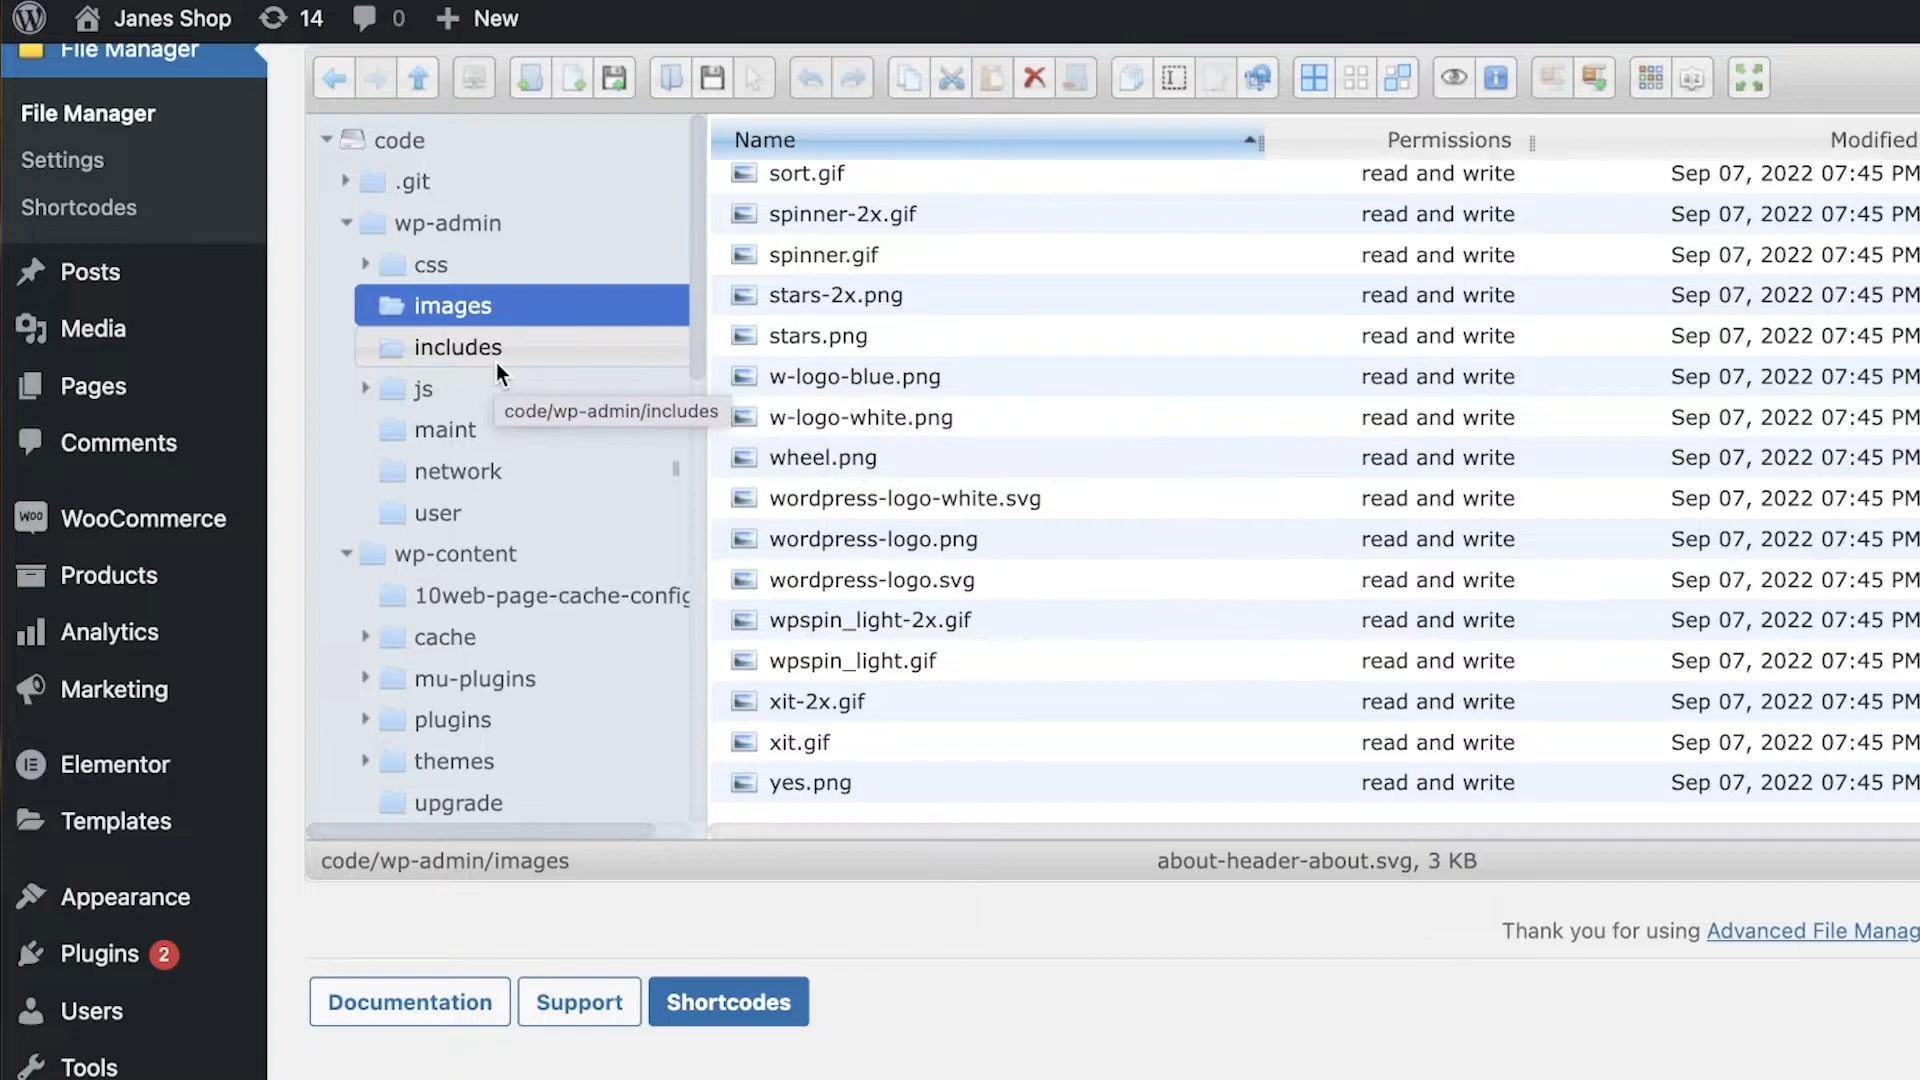 Janes Shop 14 0 New
File Manager
File Manager
Settings
Shortcodes
Posts
Media
Pages
Comments
WooCommerce
Products
Analytics
Marketing
Elementor
Templates
Appearance
Plugins 2
Users
Tools
code
.git
wp-admin
css
images
includes
js
code/wp-admin/includes
maint
network
user
wp-content
10web-page-cache-config
cache
mu-plugins
plugins
themes
upgrade
Name Permissions Modified
sort.gif read and write Sep 07, 2022 07:45 PM
spinner-2x.gif read and write Sep 07, 2022 07:45 PM
spinner.gif read and write Sep 07, 2022 07:45 PM
stars-2x.png read and write Sep 07, 2022 07:45 PM
stars.png read and write Sep 07, 2022 07:45 PM
w-logo-blue.png read and write Sep 07, 2022 07:45 PM
w-logo-white.png read and write Sep 07, 2022 07:45 PM
wheel.png read and write Sep 07, 2022 07:45 PM
wordpress-logo-white.svg read and write Sep 07, 2022 07:45 PM
wordpress-logo.png read and write Sep 07, 2022 07:45 PM
wordpress-logo.svg read and write Sep 07, 2022 07:45 PM
wpspin_light-2x.gif read and write Sep 07, 2022 07:45 PM
wpspin_light.gif read and write Sep 07, 2022 07:45 PM
xit-2x.gif read and write Sep 07, 2022 07:45 PM
xit.gif read and write Sep 07, 2022 07:45 PM
yes.png read and write Sep 07, 2022 07:45 PM
code/wp-admin/images about-header-about.svg, 3 KB
Thank you for using Advanced File Manag
Documentation Support Shortcodes